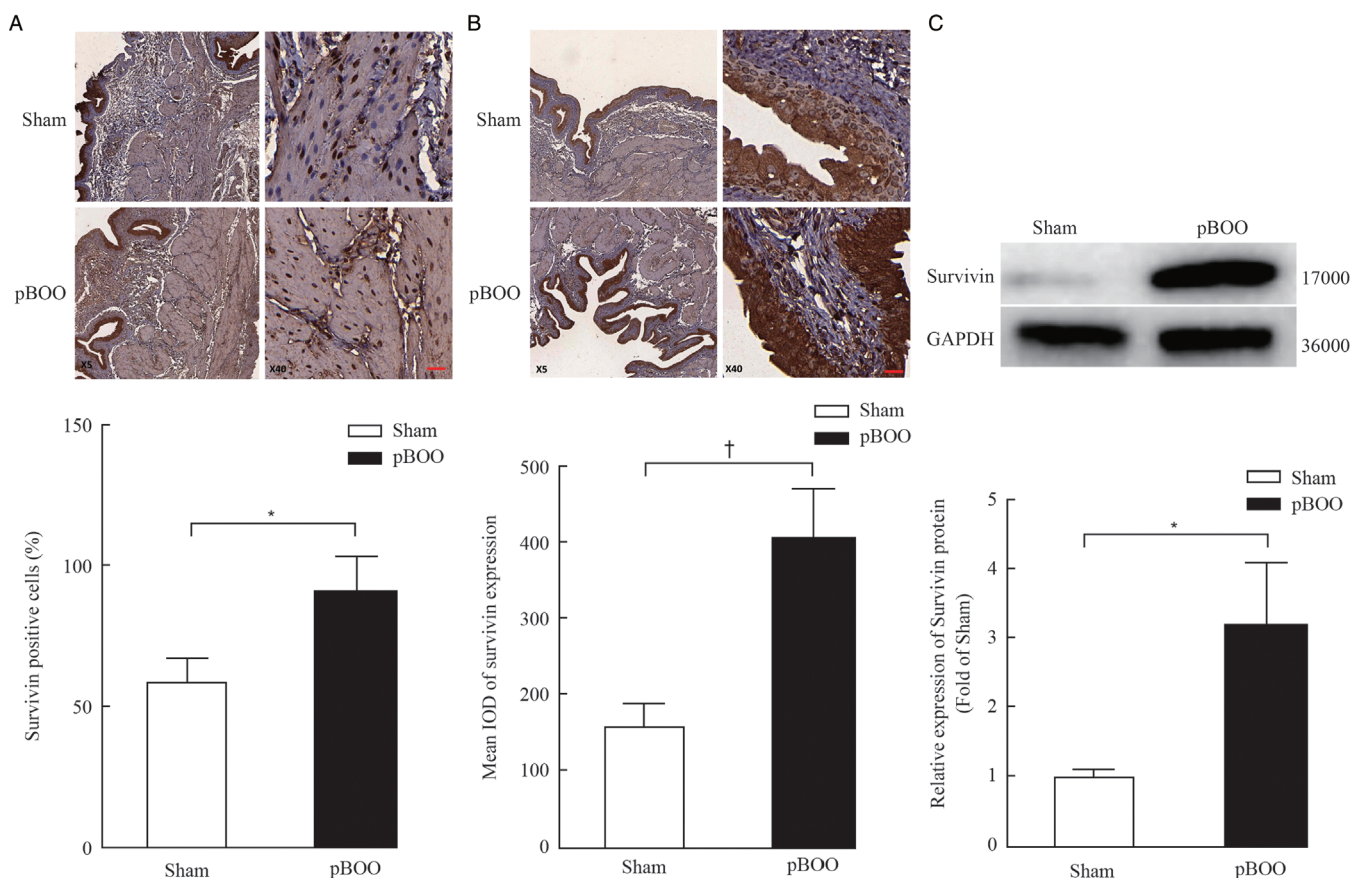 A
Sham
pBOO
X5
X40
150
100
50
0
Survivin positive cells (%)
Sham
pBOO
*
Sham
pBOO
B
Sham
pBOO
X5
X40
500
400
300
200
100
0
Mean IOD of survivin expression
Sham
pBOO
†
Sham
pBOO
C
Sham
pBOO
Survivin
17000
GAPDH
36000
5
4
3
2
1
0
Relative expression of Survivin protein
(Fold of Sham)
Sham
pBOO
*
Sham
pBOO